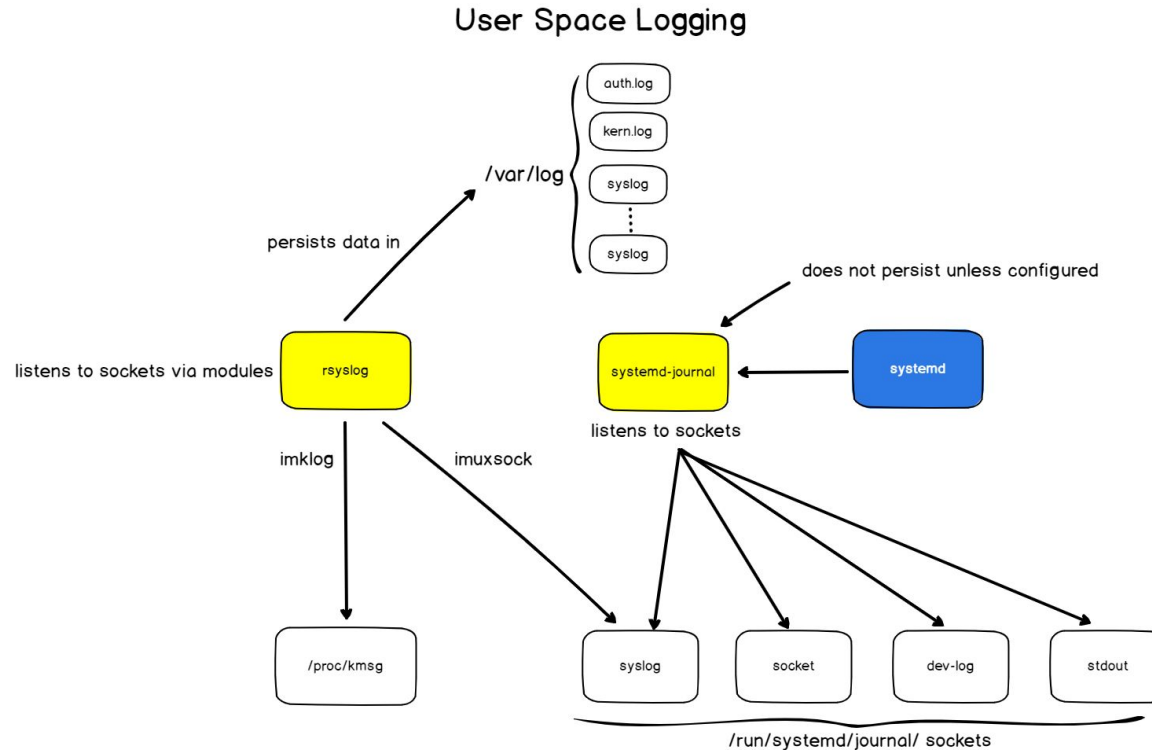 User Space Logging
auth.log
kern.log
/var/log
syslog
syslog
persists data in
does not persist unless configured
listens to sockets via modules
rsyslog
systemd-journal
systemd
listens to sockets
imklog
imuxsock
/proc/kmsg
syslog
socket
dev-log
stdout
/run/systemd/journal/ sockets